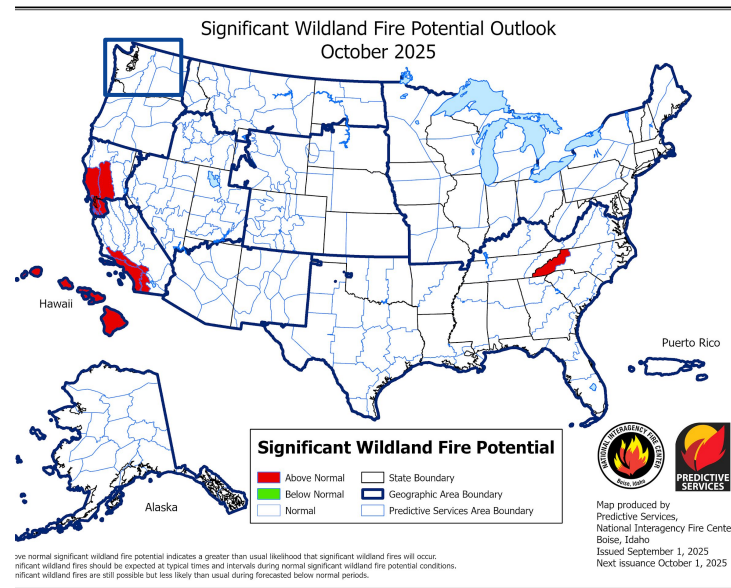 Significant Wildland Fire Potential Outlook
October 2025
Hawaii
Puerto Rico
Alaska
Significant Wildland Fire Potential
Above Normal
Below Normal
Normal
State Boundary
Geographic Area Boundary
Predictive Services Area Boundary
NATIONAL INTERAGENCY FIRE CENTER
Boise, Idaho
PREDICTIVE
SERVICES
Map produced by
Predictive Services,
National Interagency Fire Cente
Boise, Idaho
Issued September 1, 2025
Next issuance October 1, 2025
ove normal significant wildland fire potential indicates a greater than usual likelihood that significant wildland fires will occur.
nificant wildland fires should be expected at typical times and intervals during normal significant wildland fire potential conditions.
nificant wildland fires are still possible but less likely than usual during forecasted below normal periods.